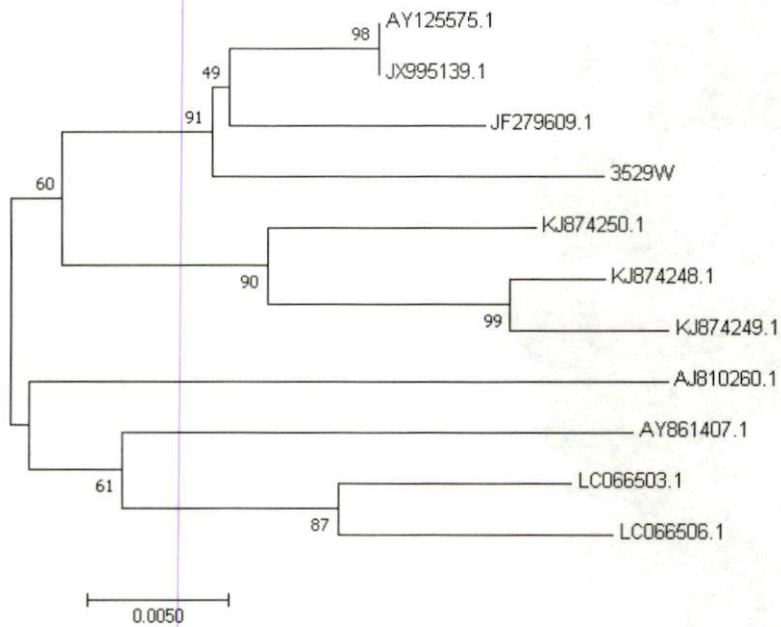 AY125575.1
98
JX995139.1
49
JF279609.1
91
3529W
60
KJ874250.1
90
KJ874248.1
99
KJ874249.1
AJ810260.1
AY861407.1
61
LC066503.1
87
LC066506.1
0.0050